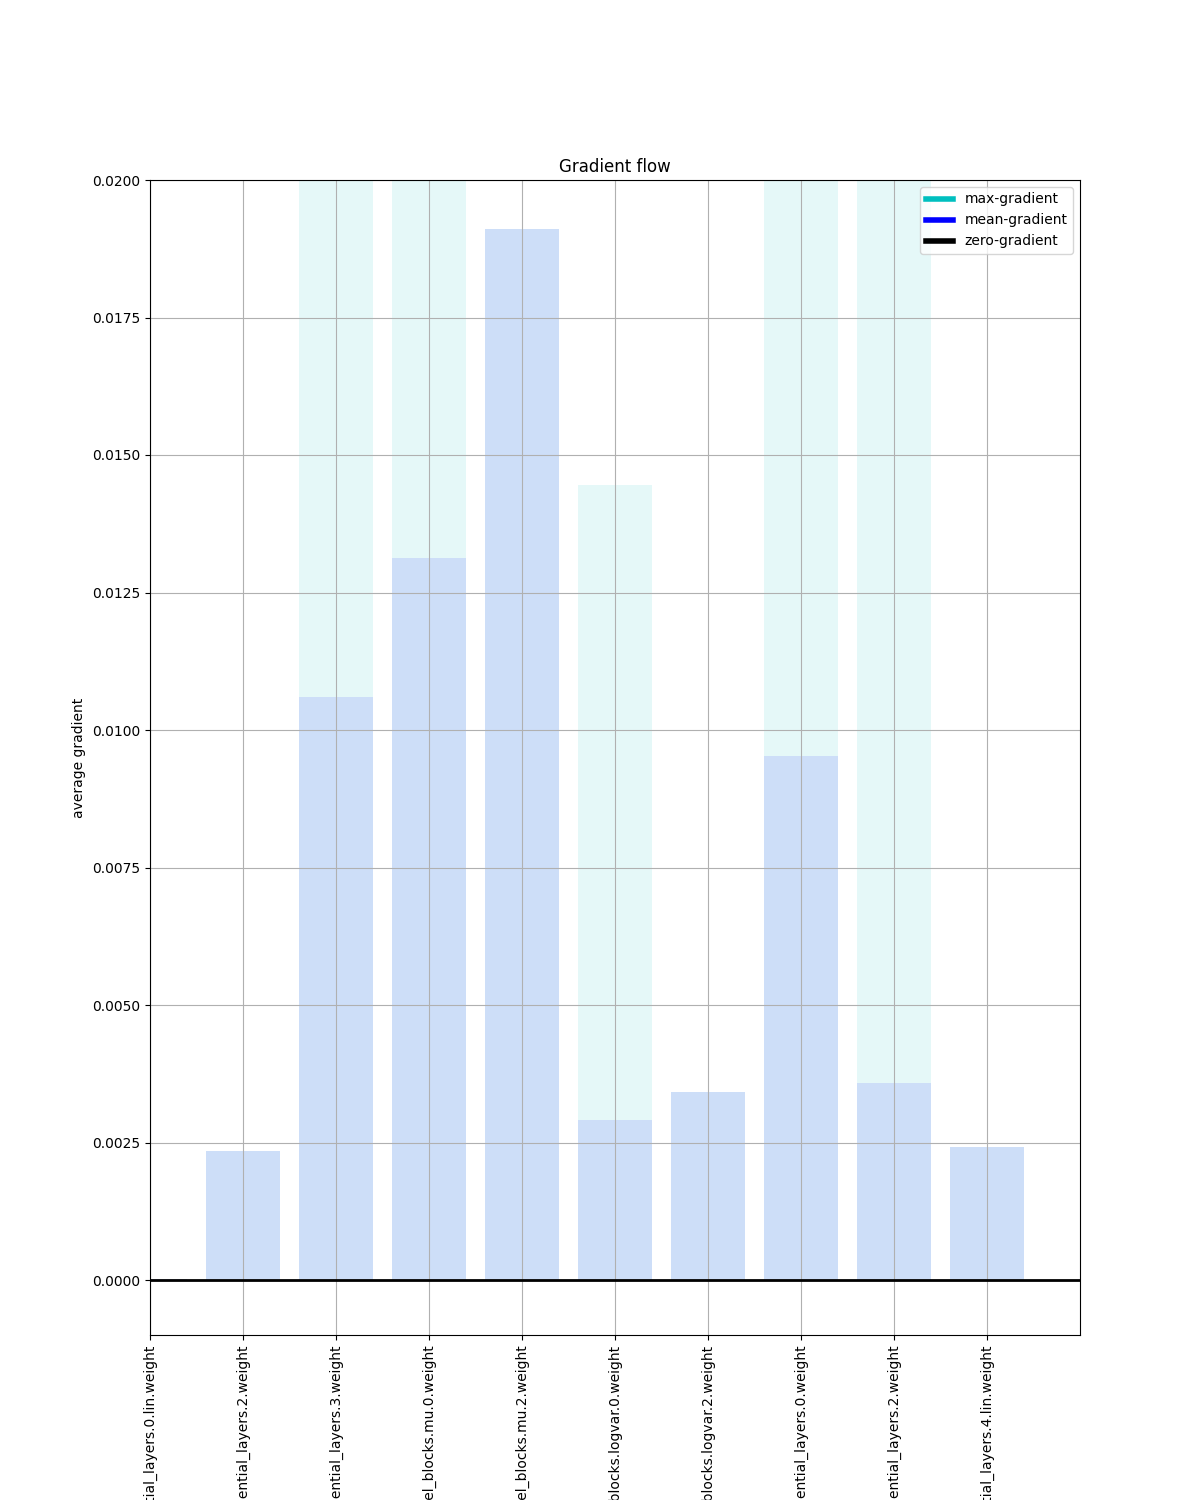 Gradient flow
max-gradient
mean-gradient
zero-gradient
0.0200
0.0175
0.0150
0.0125
0.0100
0.0075
0.0050
0.0025
0.0000
average gradient
tial_layers.0.lin.weight
ential_layers.2.weight
ential_layers.3.weight
el_blocks.mu.0.weight
el_blocks.mu.2.weight
blocks.logvar.0.weight
blocks.logvar.2.weight
ential_layers.0.weight
ential_layers.2.weight
tial_layers.4.lin.weight